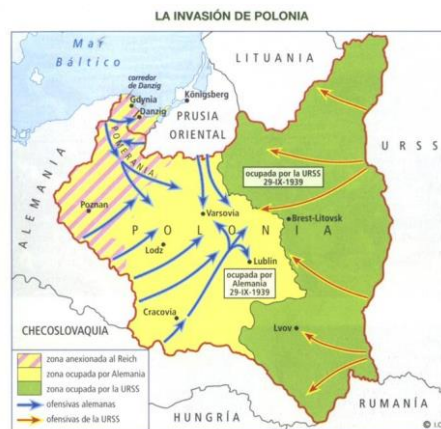 LA INVASIÓN DE POLONIA
Mar
Báltico
LITUANIA
corredor
de Danzig
Königsberg
Gdynia
Danzig
PRUSIA
ORIENTAL
POMERANIA
URSS
ALEMANIA
ocupada por la URSS
29-IX-1939
Poznan
Varsovia
Brest-Litovsk
POLONIA
Lodz
Lublin
ocupada por
Alemania
29-IX-1939
Cracovia
Lvov
CHECOSLOVAQUIA
zona anexionada al Reich
zona ocupada por Alemania
zona ocupada por la URSS
ofensivas alemanas
ofensivas de la URSS
HUNGRÍA
RUMANÍA